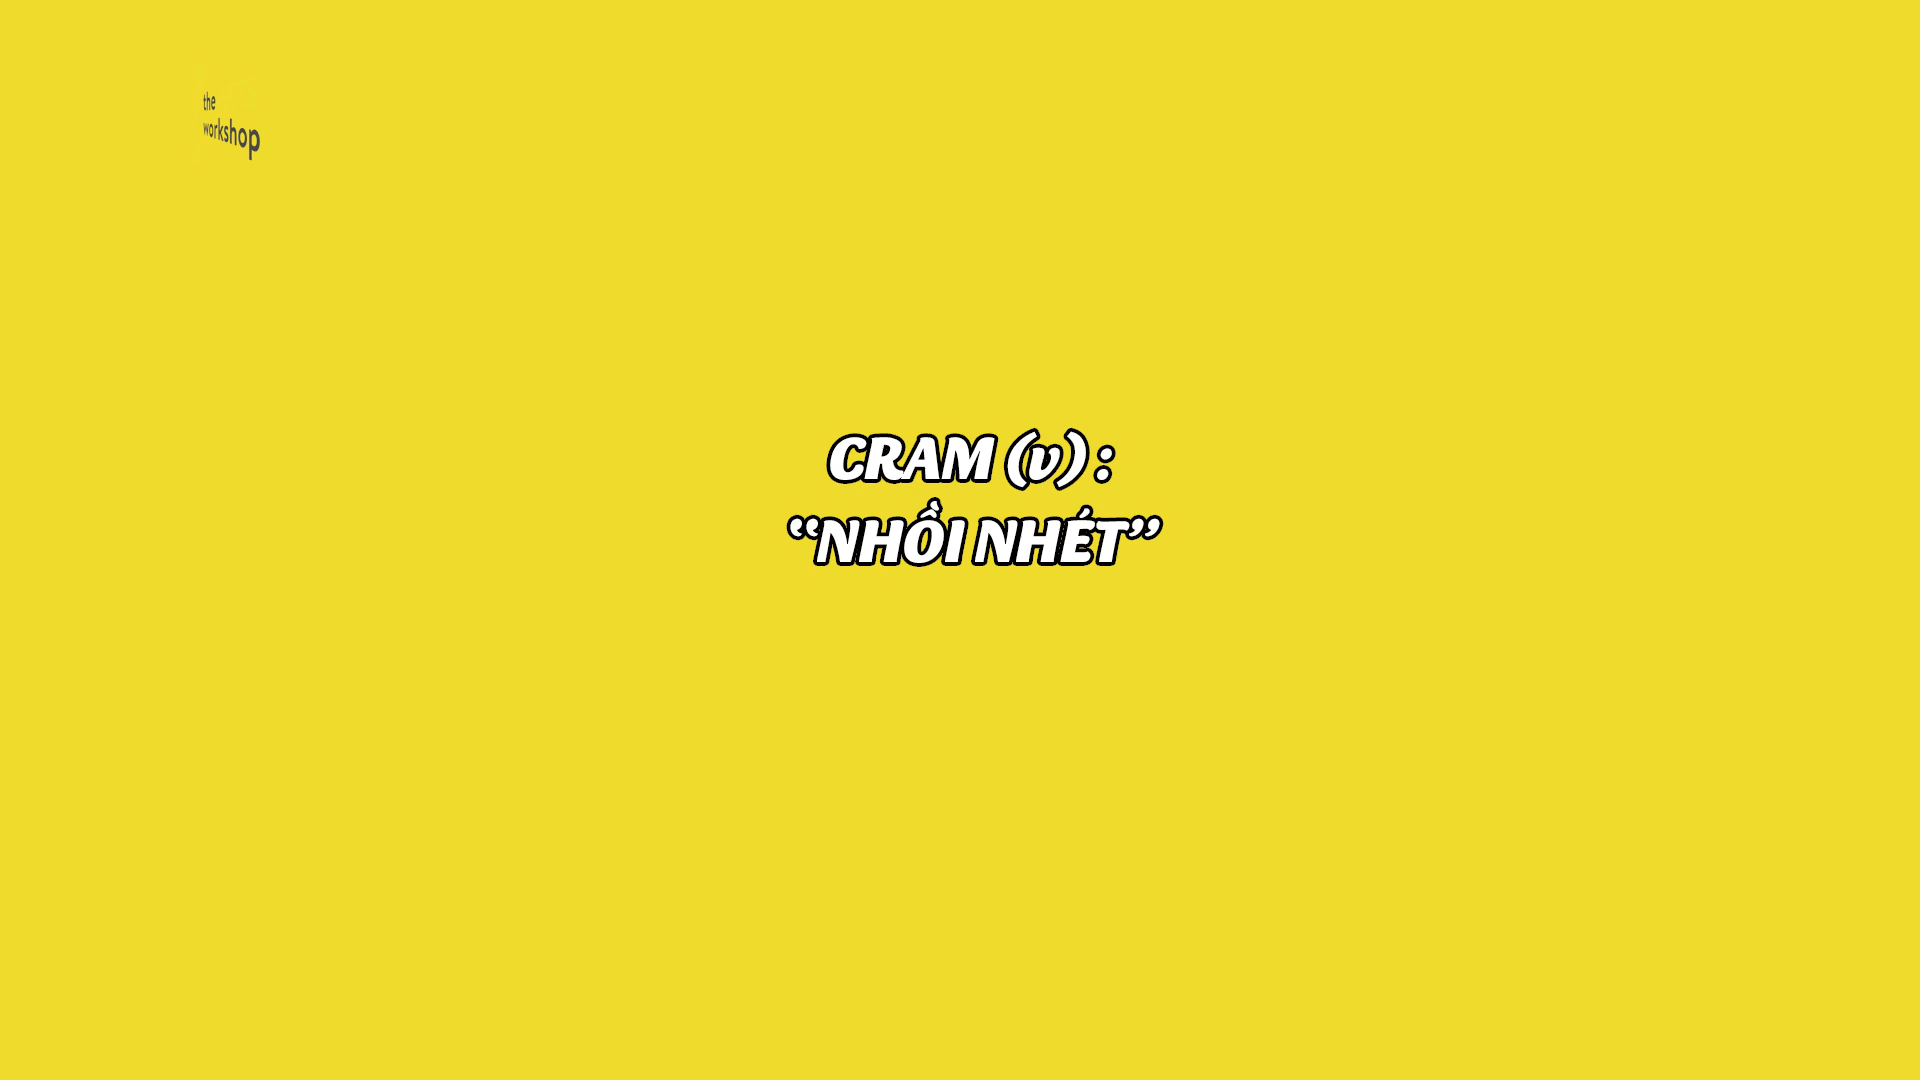 the
workshop
CRAM (v) :
“NHỒI NHÉT”